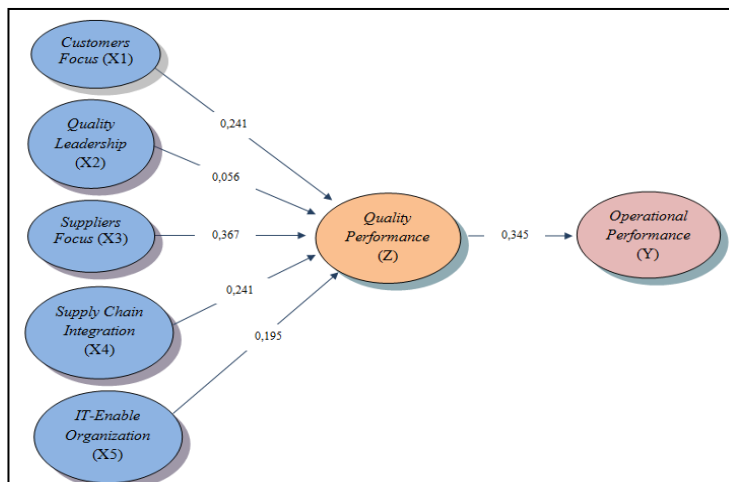 Customers
Focus (X1)
0,241
Quality
Leadership
(X2)
0,056
Suppliers
Focus (X3)
0,367
Quality
Performance
(Z)
0,345
Operational
Performance
(Y)
0,241
Supply Chain
Integration
(X4)
0,195
IT-Enable
Organization
(X5)